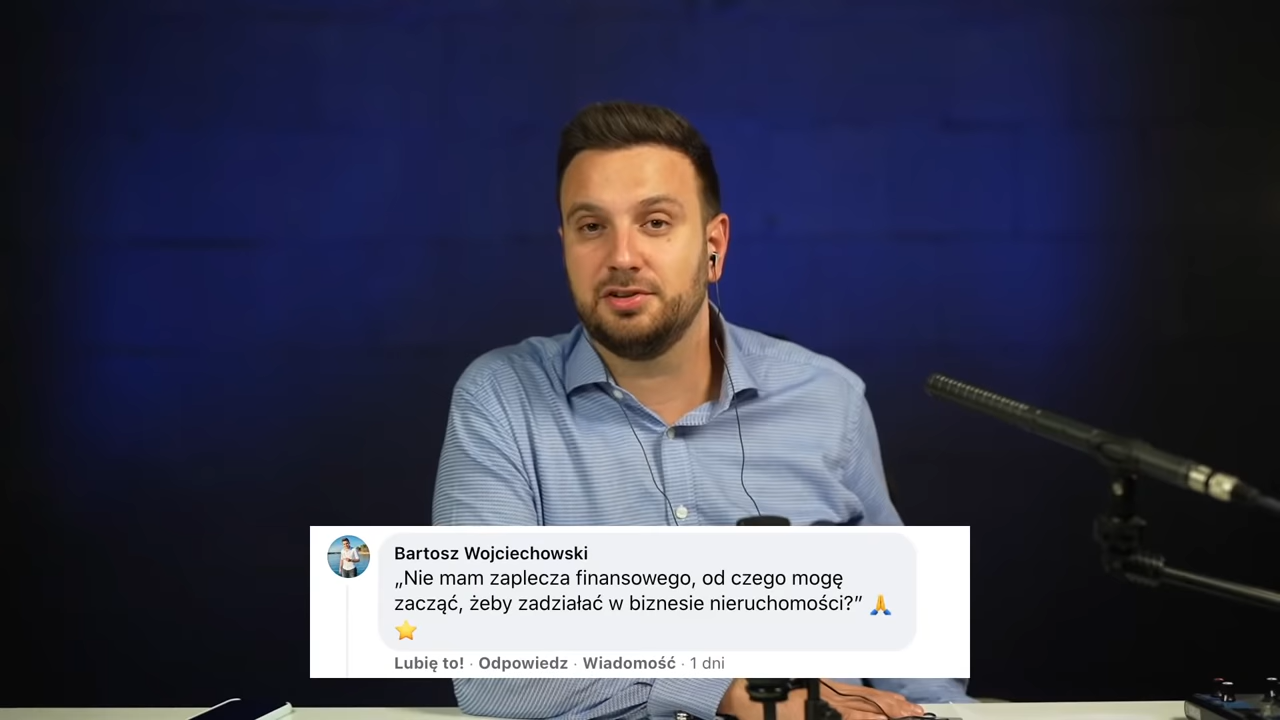 Bartosz Wojciechowski
„Nie mam zaplecza finansowego, od czego mogę
zacząć, żeby zadziałać w biznesie nieruchomości?” 🙏
⭐
Lubię to! · Odpowiedz · Wiadomość · 1 dni